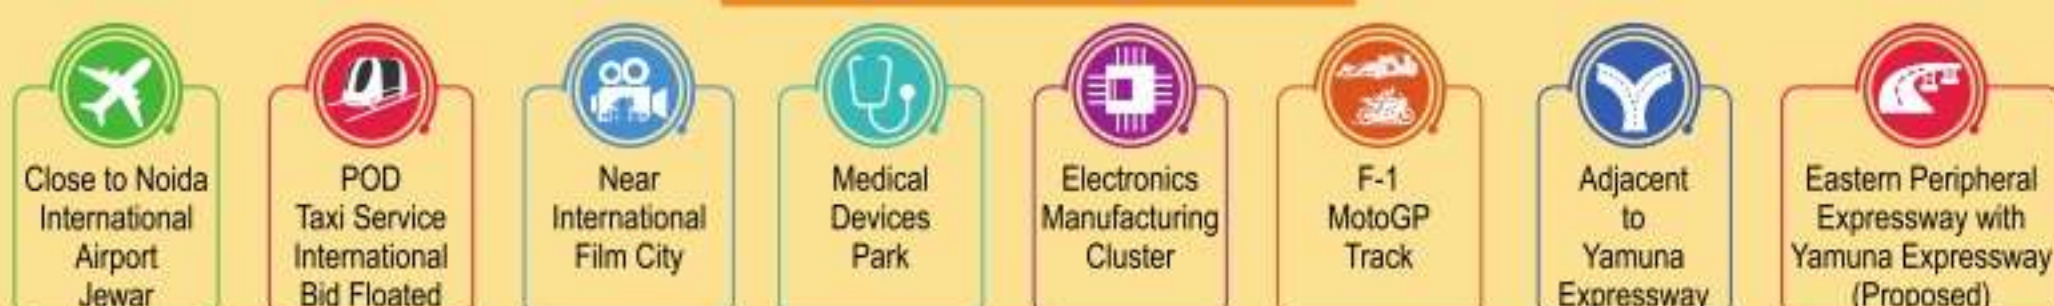 Close to Noida
International
Airport
Jewar
POD
Taxi Service
International
Bid Floated
Near
International
Film City
Medical
Devices
Park
Electronics
Manufacturing
Cluster
F-1
MotoGP
Track
Adjacent
to
Yamuna
Expressway
Eastern Peripheral
Expressway with
Yamuna Expressway
(Proposed)